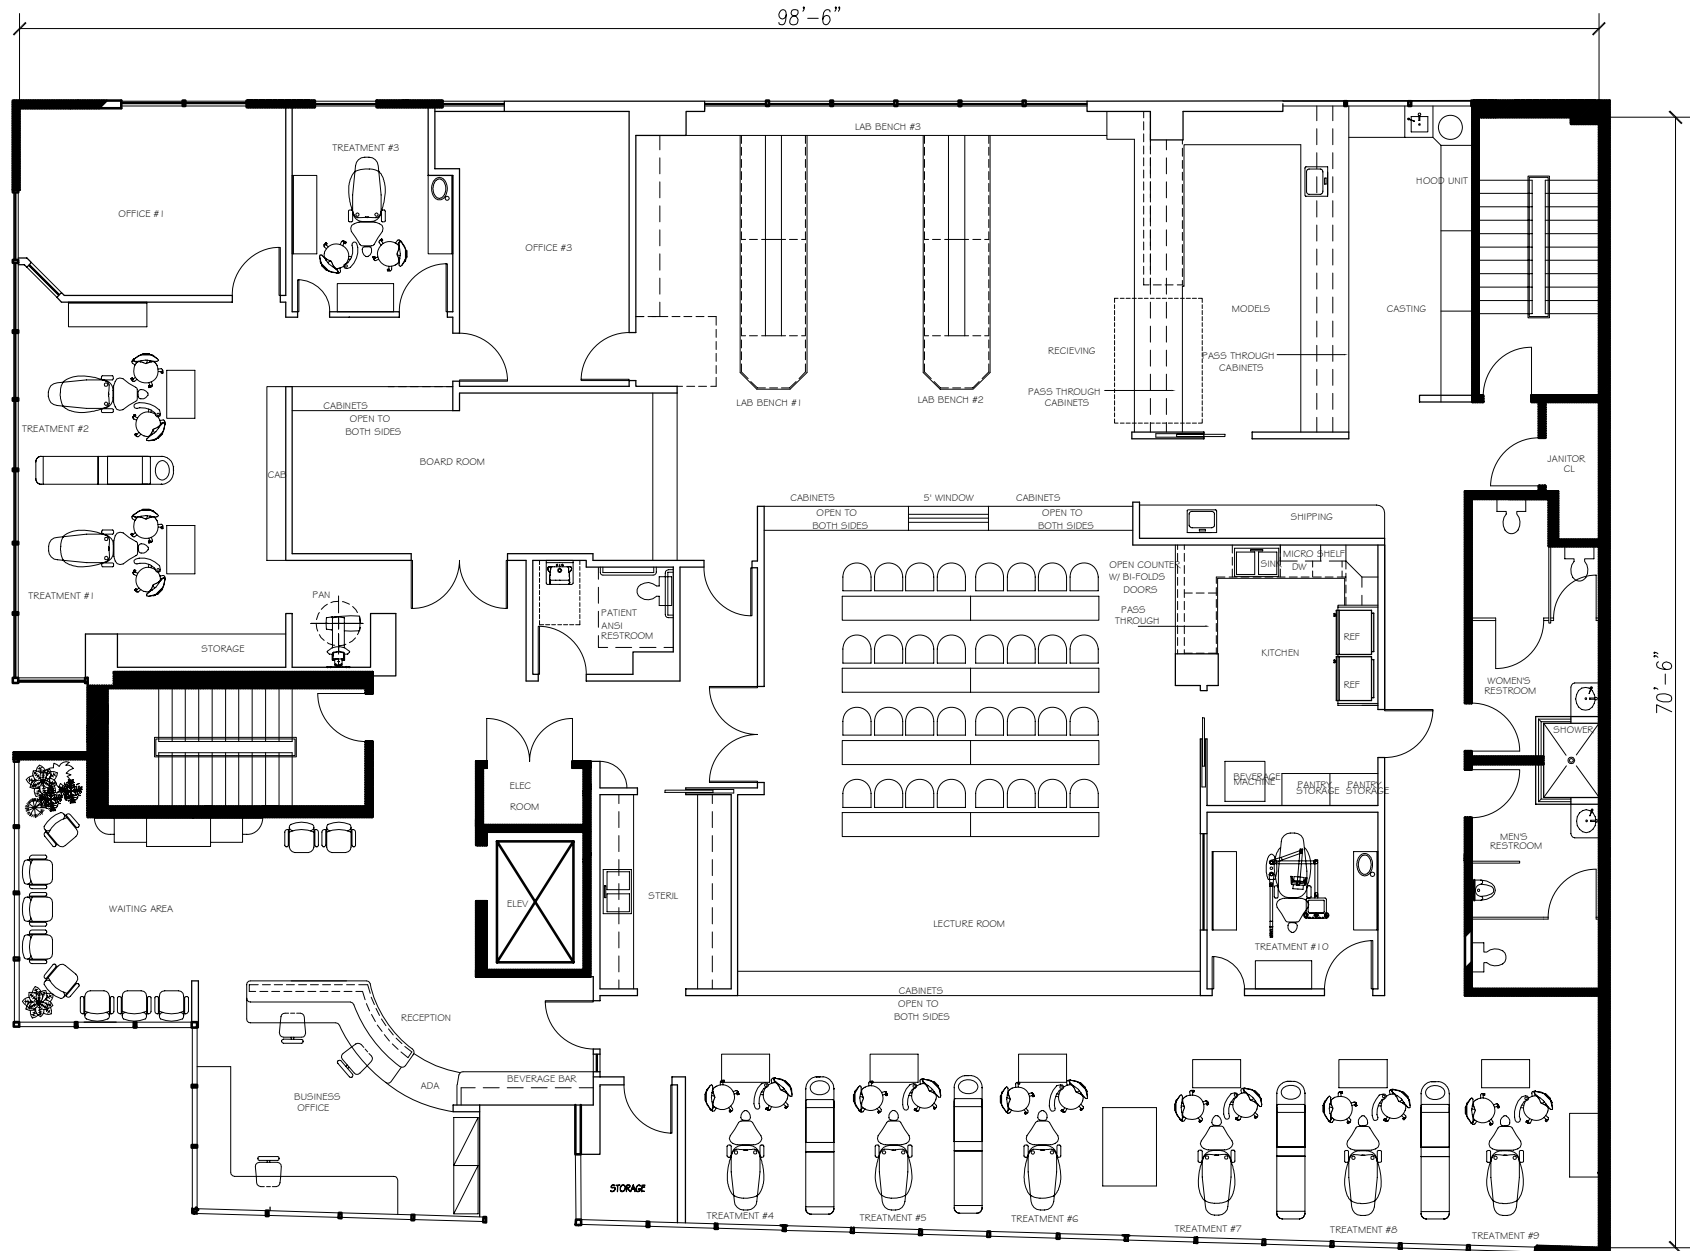 98'-6"
LAB BENCH #3
TREATMENT #3
HOOD UNIT
OFFICE #1
OFFICE #3
MODELS
CASTING
RECIEVING
PASS THROUGH
CABINETS
PASS THROUGH
CABINETS
LAB BENCH #1
LAB BENCH #2
CABINETS
OPEN TO
BOTH SIDES
TREATMENT #2
BOARD ROOM
CAB
JANITOR
CL
CABINETS
5' WINDOW
CABINETS
OPEN TO
BOTH SIDES
OPEN TO
BOTH SIDES
SHIPPING
MICRO SHELF
SINK
DW
OPEN COUNTER
W/ BI-FOLDS
DOORS
PASS
THROUGH
TREATMENT #1
PAN
PATIENT
ANSI
RESTROOM
STORAGE
REF
KITCHEN
REF
WOMEN'S
RESTROOM
70'-6"
SHOWER
ELEC
ROOM
BEVERAGE
MACHINE
PANTRY
STORAGE
PANTRY
STORAGE
MEN'S
RESTROOM
STERIL
ELEV
WAITING AREA
LECTURE ROOM
TREATMENT #10
CABINETS
OPEN TO
BOTH SIDES
RECEPTION
BEVERAGE BAR
ADA
BUSINESS
OFFICE
STORAGE
TREATMENT #4
TREATMENT #5
TREATMENT #6
TREATMENT #7
TREATMENT #8
TREATMENT #9